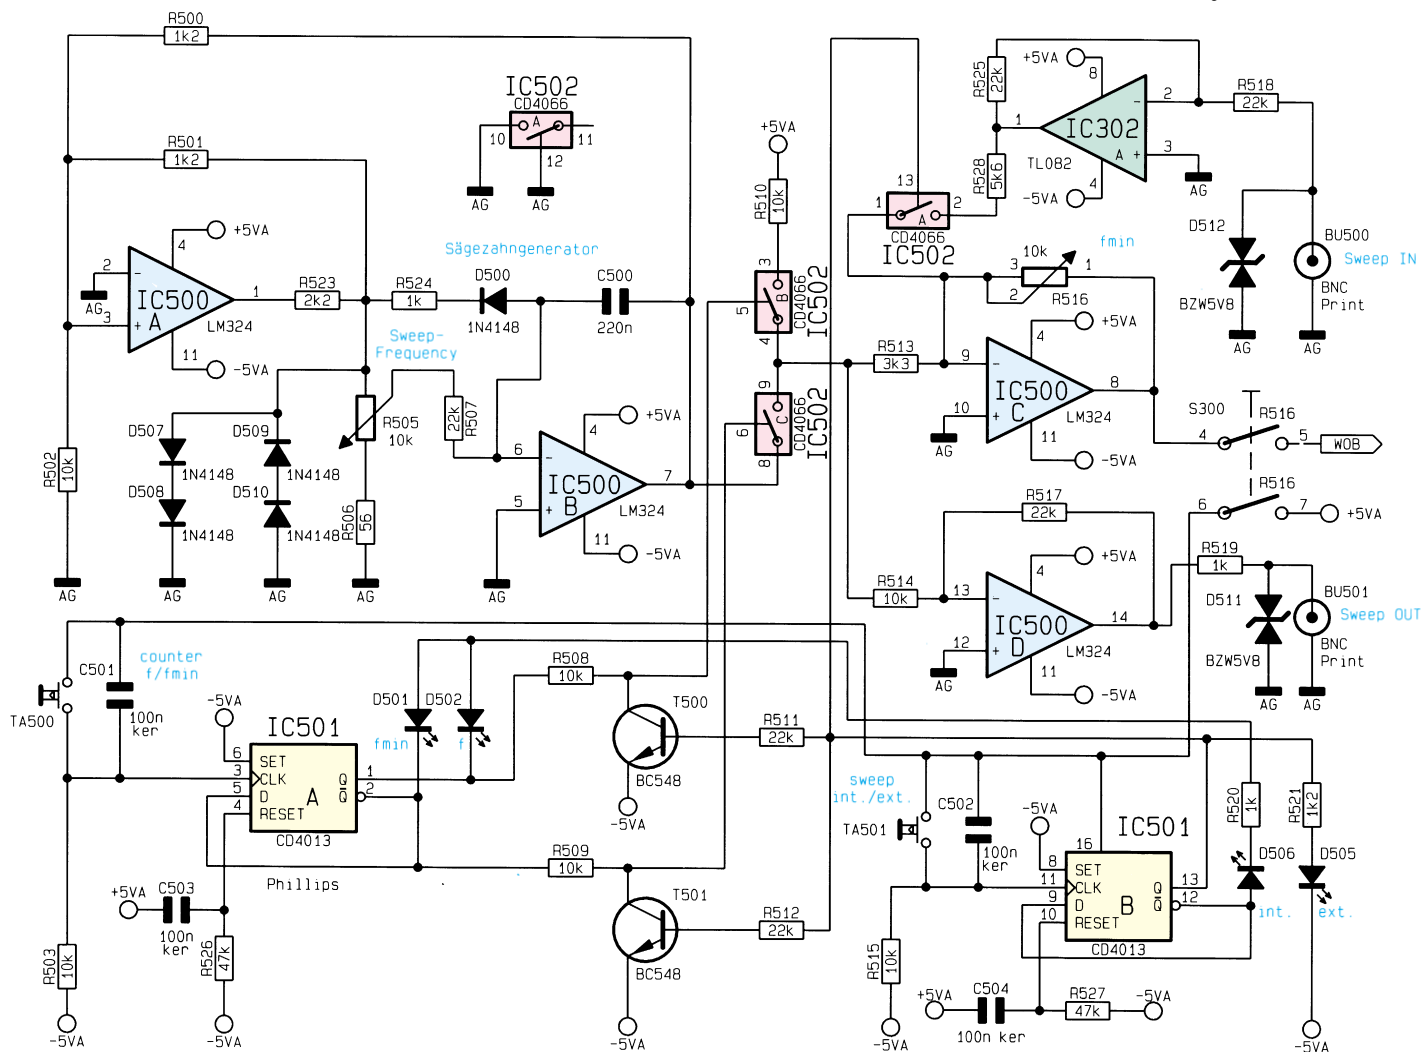 R500
1k2
R501
1k2
IC502
CD4066
A
10
11
12
AG
AG
+5VA
R510
10k
+5VA
8
R525
22k
2
−
R518
22k
1
IC302
A
+
3
TL082
R528
5K6
-5VA
4
AG
13
1
2
A
CD4066
IC502
+5VA
4
2
−
AG
IC500
A
3
+
1
LM324
11
-5VA
R523
2k2
R524
1k
Sägezahngenerator
D500
1N4148
C500
220n
Sweep-
Frequency
3
B
5
4
CD4066
IC502
9
C
6
8
CD4066
IC502
10k
fmin
3
1
2
R516
D512
BZW5V8
AG
BU500
Sweep IN
BNC
Print
AG
R513
3k3
+5VA
4
9
−
IC500
C
10
+
8
LM324
11
-5VA
AG
S300
R516
4
5
WOB
R516
6
7
+5VA
R505
10k
22k
R507
D507
1N4148
D508
1N4148
D509
1N4148
D510
1N4148
R502
10k
R506
56
AG
AG
AG
AG
+5VA
4
6
−
IC500
B
5
+
7
LM324
11
-5VA
AG
R517
22k
R514
10k
+5VA
4
13
−
IC500
D
12
+
14
LM324
11
-5VA
AG
R519
1k
D511
BZW5V8
AG
BU501
Sweep OUT
BNC
Print
AG
C501
100n
ker
TA500
counter
f/fmin
-5VA
IC501
6
SET
3
CLK
5
D
4
RESET
A
Q
1
Q
2
CD4013
Phillips
D501
fmin
D502
f
R508
10k
T500
BC548
-5VA
R511
22k
R509
10k
T501
BC548
-5VA
R512
22k
+5VA
C503
100n
ker
R526
47k
-5VA
R503
10k
-5VA
sweep
int./ext.
TA501
C502
100n
ker
-5VA
IC501
16
8
SET
11
CLK
9
D
10
RESET
B
Q
13
Q
12
CD4013
R520
1k
R521
1k2
D506
int.
D505
ext.
R515
10k
-5VA
+5VA
C504
100n ker
R527
47k
-5VA
-5VA